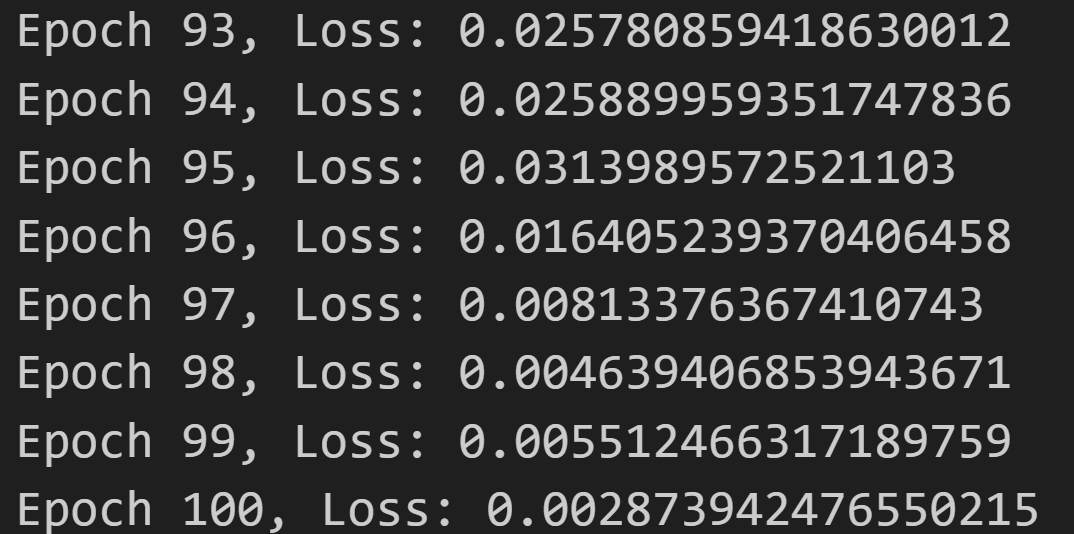 Epoch 93, Loss: 0.025780859418630012
Epoch 94, Loss: 0.025889959351747836
Epoch 95, Loss: 0.0313989572521103
Epoch 96, Loss: 0.016405239370406458
Epoch 97, Loss: 0.00813376367410743
Epoch 98, Loss: 0.004639406853943671
Epoch 99, Loss: 0.005512466317189759
Epoch 100, Loss: 0.002873942476550215